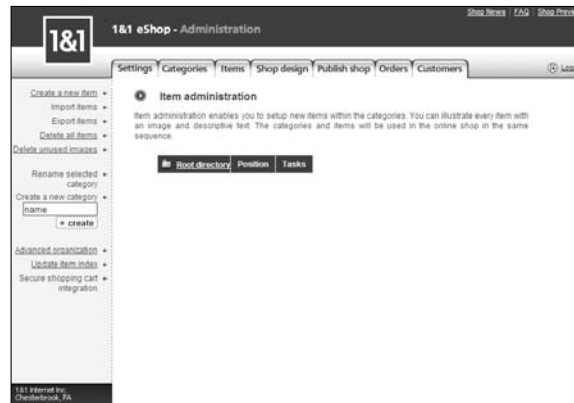 Shop News | FAQ | Shop Previ
1&1
1&1 eShop - Administration
Settings Categories Items Shop design Publish shop Orders Customers
Log
Create a new item
Import items
Export items
Delete all items
Delete unused images
Rename selected
category
Create a new category
name
+ create
Advanced organization
Update item index
Secure shopping cart
integration
Item administration
Item administration enables you to setup new items within the categories. You can illustrate every item with
an image and descriptive text. The categories and items will be used in the online shop in the same
sequence.
Root directory Position Tasks
1&1 Internet Inc.
Chesterbrook, PA